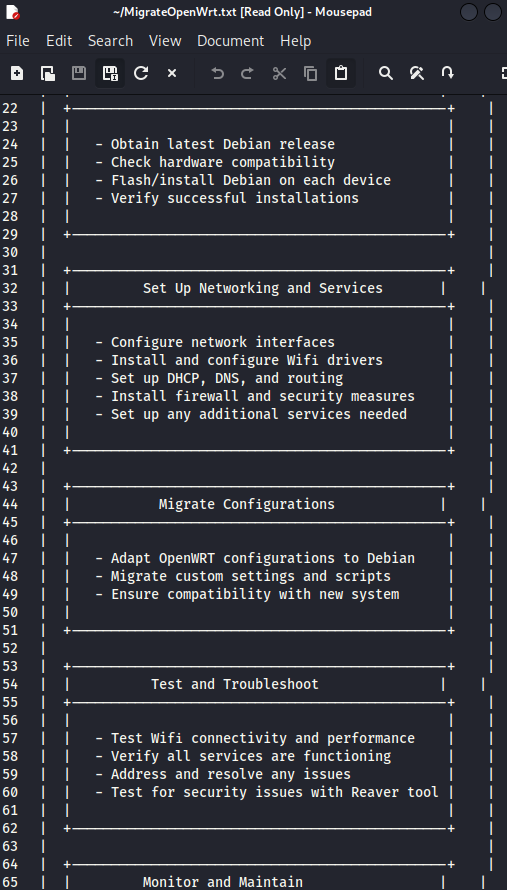 ~/MigrateOpenWrt.txt [Read Only] - Mousepad
File Edit Search View Document Help
22 | +-----------------------------------------------+ |
23 | | | |
24 | | - Obtain latest Debian release | |
25 | | - Check hardware compatibility | |
26 | | - Flash/install Debian on each device | |
27 | | - Verify successful installations | |
28 | | | |
29 | +-----------------------------------------------+ |
30 | |
31 | +-----------------------------------------------+ |
32 | | Set Up Networking and Services | |
33 | +-----------------------------------------------+ |
34 | | | |
35 | | - Configure network interfaces | |
36 | | - Install and configure Wifi drivers | |
37 | | - Set up DHCP, DNS, and routing | |
38 | | - Install firewall and security measures | |
39 | | - Set up any additional services needed | |
40 | | | |
41 | +-----------------------------------------------+ |
42 | |
43 | +-----------------------------------------------+ |
44 | | Migrate Configurations | |
45 | +-----------------------------------------------+ |
46 | | | |
47 | | - Adapt OpenWRT configurations to Debian | |
48 | | - Migrate custom settings and scripts | |
49 | | - Ensure compatibility with new system | |
50 | | | |
51 | +-----------------------------------------------+ |
52 | |
53 | +-----------------------------------------------+ |
54 | | Test and Troubleshoot | |
55 | +-----------------------------------------------+ |
56 | | | |
57 | | - Test Wifi connectivity and performance | |
58 | | - Verify all services are functioning | |
59 | | - Address and resolve any issues | |
60 | | - Test for security issues with Reaver tool | |
61 | | | |
62 | +-----------------------------------------------+ |
63 | |
64 | +-----------------------------------------------+ |
65 | | Monitor and Maintain | |